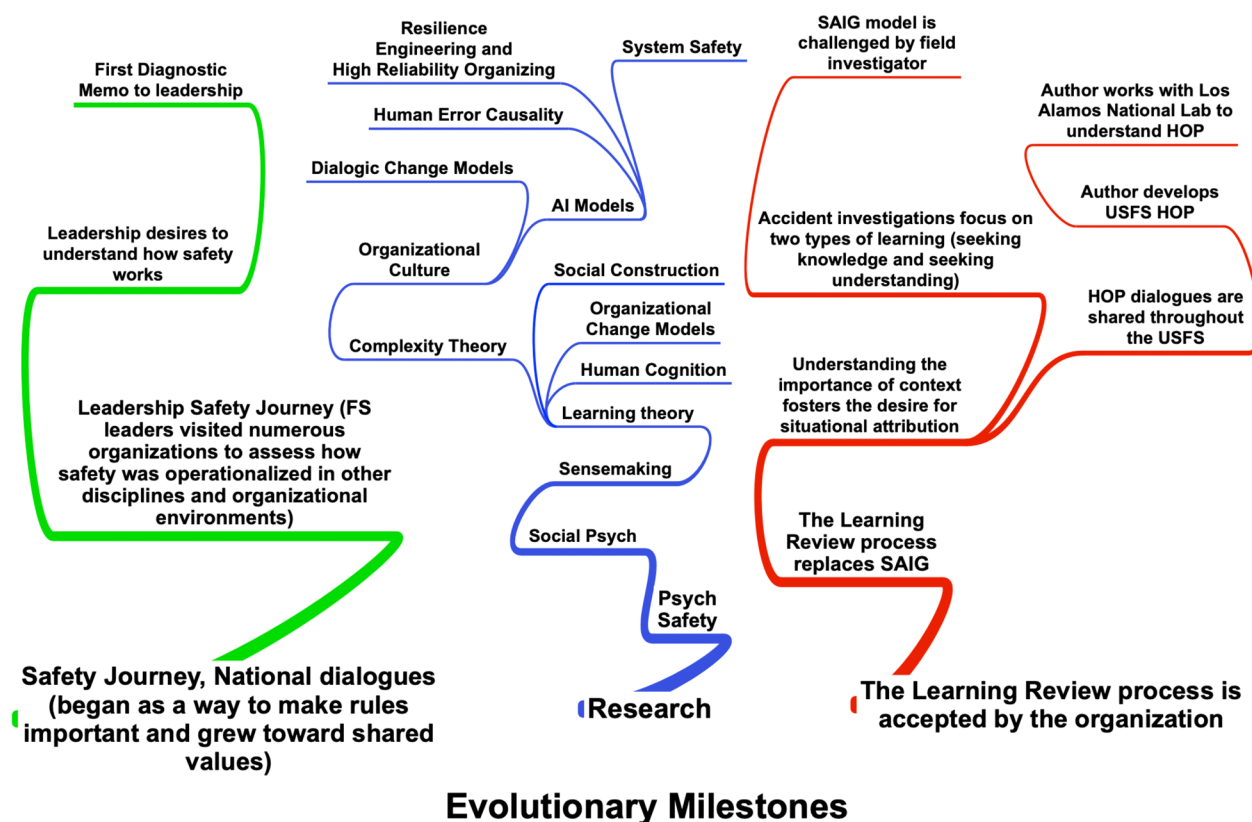 First Diagnostic
Memo to leadership
Leadership desires to
understand how safety
works
Leadership Safety Journey (FS
leaders visited numerous
organizations to assess how
safety was operationalized in other
disciplines and organizational
environments)
Safety Journey, National dialogues
(began as a way to make rules
important and grew toward shared
values)
Resilience
Engineering and
High Reliability Organizing
System Safety
Human Error Causality
Dialogic Change Models
AI Models
Organizational
Culture
Social Construction
Organizational
Change Models
Complexity Theory
Human Cognition
Learning theory
Sensemaking
Social Psych
Psych
Safety
Research
SAIG model is
challenged by field
investigator
Author works with Los
Alamos National Lab to
understand HOP
Author develops
USFS HOP
Accident investigations focus on
two types of learning (seeking
knowledge and seeking
understanding)
HOP dialogues are
shared throughout
the USFS
Understanding the
importance of context
fosters the desire for
situational attribution
The Learning
Review process
replaces SAIG
The Learning Review process is
accepted by the organization
Evolutionary Milestones